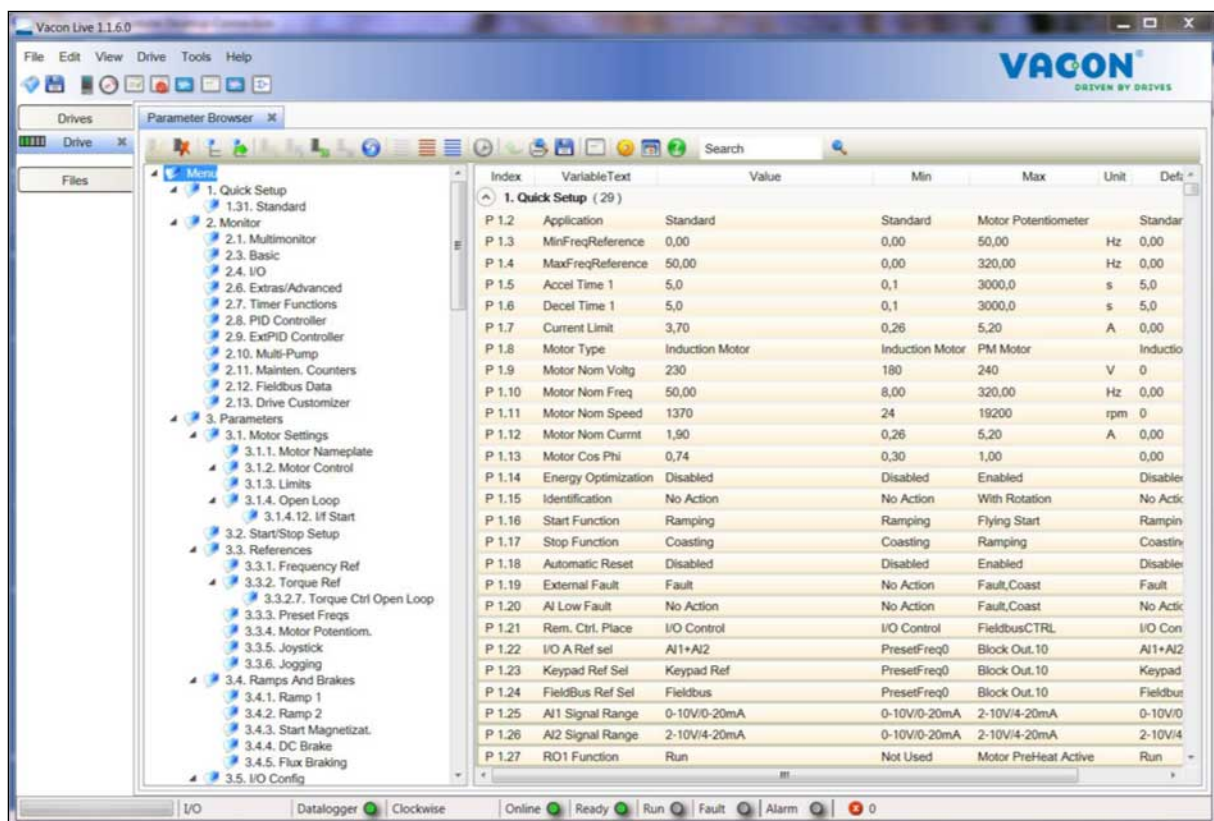 Vacon Live 1.1.6.0
File Edit View Drive Tools Help
VACON®
DRIVEN BY DRIVES
Drives
Drive
Files
Parameter Browser
Search
Menu
1. Quick Setup
1.31. Standard
2. Monitor
2.1. Multimonitor
2.3. Basic
2.4. I/O
2.6. Extras/Advanced
2.7. Timer Functions
2.8. PID Controller
2.9. ExtPID Controller
2.10. Multi-Pump
2.11. Mainten. Counters
2.12. Fieldbus Data
2.13. Drive Customizer
3. Parameters
3.1. Motor Settings
3.1.1. Motor Nameplate
3.1.2. Motor Control
3.1.3. Limits
3.1.4. Open Loop
3.1.4.12. I/f Start
3.2. Start/Stop Setup
3.3. References
3.3.1. Frequency Ref
3.3.2. Torque Ref
3.3.2.7. Torque Ctrl Open Loop
3.3.3. Preset Freqs
3.3.4. Motor Potentiom.
3.3.5. Joystick
3.3.6. Jogging
3.4. Ramps And Brakes
3.4.1. Ramp 1
3.4.2. Ramp 2
3.4.3. Start Magnetizat.
3.4.4. DC Brake
3.4.5. Flux Braking
3.5. I/O Config
Index VariableText Value Min Max Unit Defa
1. Quick Setup (29)
P 1.2 Application Standard Standard Motor Potentiometer Standar
P 1.3 MinFreqReference 0,00 0,00 50,00 Hz 0,00
P 1.4 MaxFreqReference 50,00 0,00 320,00 Hz 0,00
P 1.5 Accel Time 1 5,0 0,1 3000,0 s 5,0
P 1.6 Decel Time 1 5,0 0,1 3000,0 s 5,0
P 1.7 Current Limit 3,70 0,26 5,20 A 0,00
P 1.8 Motor Type Induction Motor Induction Motor PM Motor Inductio
P 1.9 Motor Nom Voltg 230 180 240 V 0
P 1.10 Motor Nom Freq 50,00 8,00 320,00 Hz 0,00
P 1.11 Motor Nom Speed 1370 24 19200 rpm 0
P 1.12 Motor Nom Currnt 1,90 0,26 5,20 A 0,00
P 1.13 Motor Cos Phi 0,74 0,30 1,00 0,00
P 1.14 Energy Optimization Disabled Disabled Enabled Disable
P 1.15 Identification No Action No Action With Rotation No Actic
P 1.16 Start Function Ramping Ramping Flying Start Rampin
P 1.17 Stop Function Coasting Coasting Ramping Coastin
P 1.18 Automatic Reset Disabled Disabled Enabled Disable
P 1.19 External Fault Fault No Action Fault,Coast Fault
P 1.20 AI Low Fault No Action No Action Fault,Coast No Actic
P 1.21 Rem. Ctrl. Place I/O Control I/O Control FieldbusCTRL I/O Con
P 1.22 I/O A Ref sel AI1+AI2 PresetFreq0 Block Out.10 AI1+AI2
P 1.23 Keypad Ref Sel Keypad Ref PresetFreq0 Block Out.10 Keypad
P 1.24 FieldBus Ref Sel Fieldbus PresetFreq0 Block Out.10 Fieldbus
P 1.25 AI1 Signal Range 0-10V/0-20mA 0-10V/0-20mA 2-10V/4-20mA 0-10V/0
P 1.26 AI2 Signal Range 2-10V/4-20mA 0-10V/0-20mA 2-10V/4-20mA 2-10V/4
P 1.27 RO1 Function Run Not Used Motor PreHeat Active Run
I/O Datalogger Clockwise Online Ready Run Fault Alarm 0